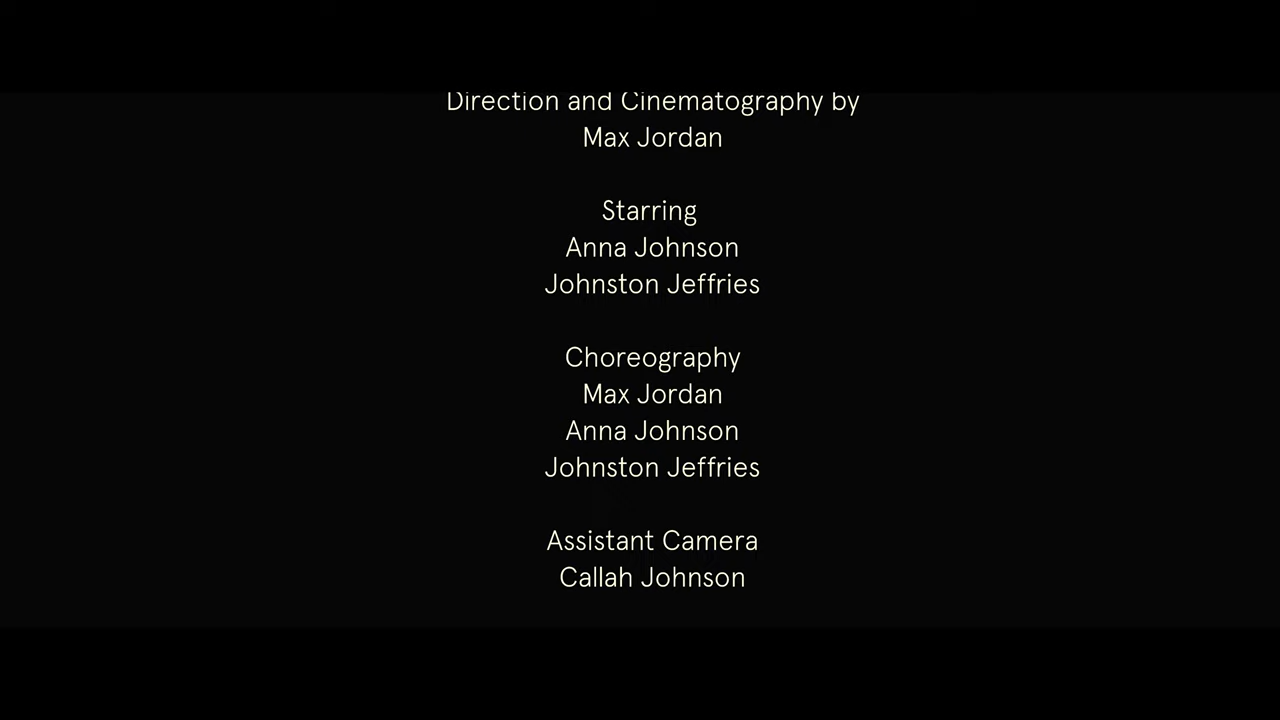 Direction and Cinematography by
Max Jordan
Starring
Anna Johnson
Johnston Jeffries
Choreography
Max Jordan
Anna Johnson
Johnston Jeffries
Assistant Camera
Callah Johnson